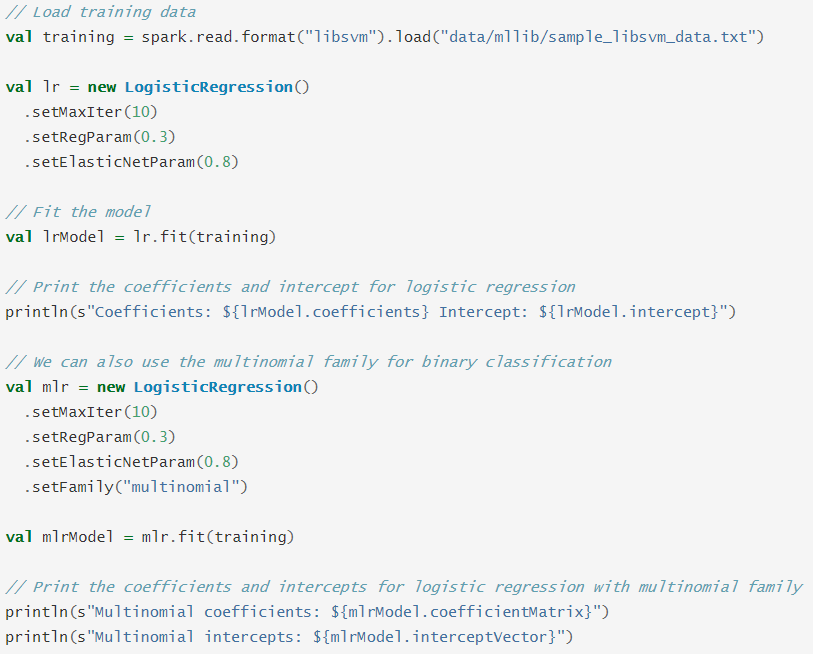 // Load training data
val training = spark.read.format("libsvm").load("data/mllib/sample_libsvm_data.txt")

val lr = new LogisticRegression()
  .setMaxIter(10)
  .setRegParam(0.3)
  .setElasticNetParam(0.8)

// Fit the model
val lrModel = lr.fit(training)

// Print the coefficients and intercept for logistic regression
println(s"Coefficients: ${lrModel.coefficients} Intercept: ${lrModel.intercept}")

// We can also use the multinomial family for binary classification
val mlr = new LogisticRegression()
  .setMaxIter(10)
  .setRegParam(0.3)
  .setElasticNetParam(0.8)
  .setFamily("multinomial")

val mlrModel = mlr.fit(training)

// Print the coefficients and intercepts for logistic regression with multinomial family
println(s"Multinomial coefficients: ${mlrModel.coefficientMatrix}")
println(s"Multinomial intercepts: ${mlrModel.interceptVector}")